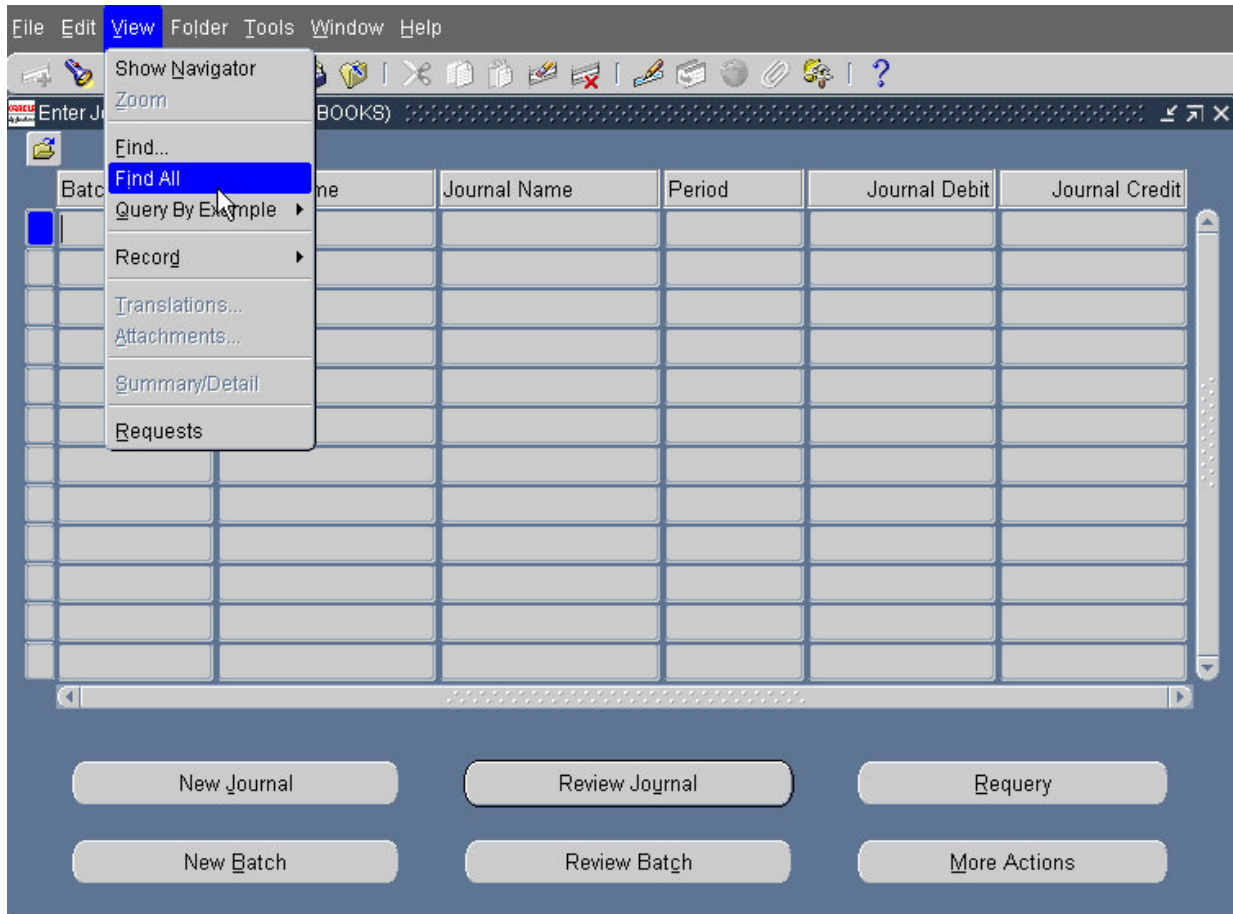 File Edit View Folder Tools Window Help
Show Navigator
Zoom
Enter BOOKS)
Find...
Find All
Journal Name Period Journal Debit Journal Credit
Query By Example
Record
Translations...
Attachments...
Summary/Detail
Requests
New Journal Review Journal Requery
New Batch Review Batch More Actions